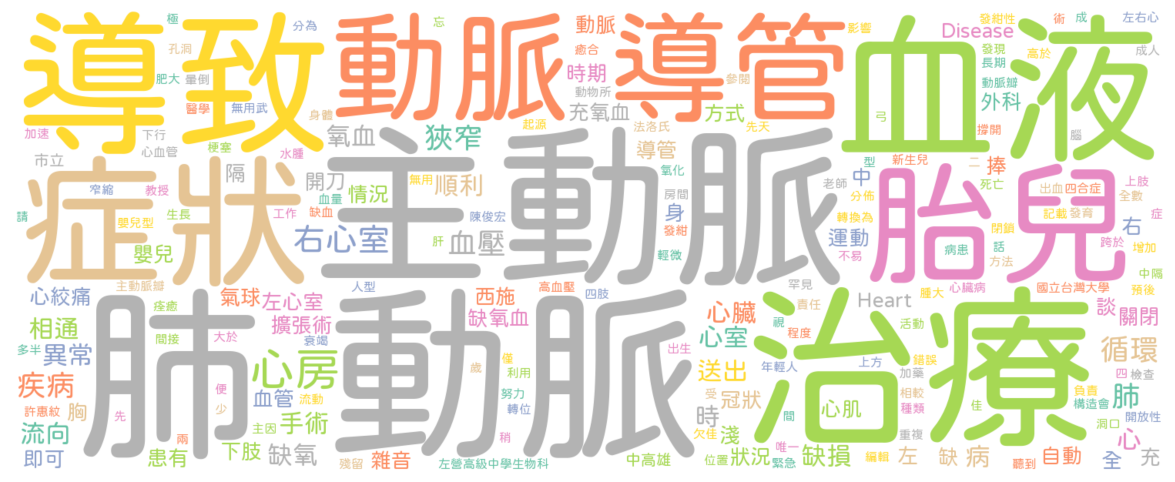 導致
動脈
導管
血液
症狀
主動脈
胎兒
肺動脈
治療
極
分為
忘
動脈
影響
術
成
左右心
孔洞
癒合
Disease
發紺性
成人
肥大
暈倒
時期
參閱
發現
高於
長期
動物所
醫學
無用武
身體
充氧血
方式
動脈瓣
外科
弓
加速
下行
梗塞
氧血
起源
狹窄
法洛氏
先天
撐開
心血管
水腫
導管
腦
市立
隔
開刀
情況
無用
順利
氧化
老師
中
型
新生兒
二
捧
窄縮
教授
血量
房間
身
分佈
死亡
出血
四合症
上肢
請
嬰兒型
生長
工作
缺血
陳俊宏
發紺
轉換為
記載
發育
全數
症
右心室
血壓
肝
輕微
運動
閉鎖
話
跨於
右
增加
嬰兒
不易
病患
方法
中隔
主動脈瓣
人型
高血壓
四肢
罕見
心臟病
國立台灣大學
預後
心絞痛
痊癒
氣球
左心室
西施
心臟
責任
Heart
腫大
談
關閉
相通
間接
大於
擴張術
缺氧血
心室
程度
視
活動
多半
異常
衰竭
出生
年輕人
上方
錯誤
循環
心房
歲
僅
利用
送出
加藥
四
檢查
疾病
便
血管
流動
努力
受
冠狀
心肌
相較
負責
肺
許惠紋
胸
先
少
主因
手術
轉位
時
間
種類
佳
構造會
流向
兩
稍
欠佳
淺
唯一
重複
洞口
開放性
即可
患有
下肢
缺氧
殘留
雜音
左營高級中學生物科
中高雄
位置
狀況
緊急
缺損
編輯
左
缺
病
聽到
自動
心
全
充